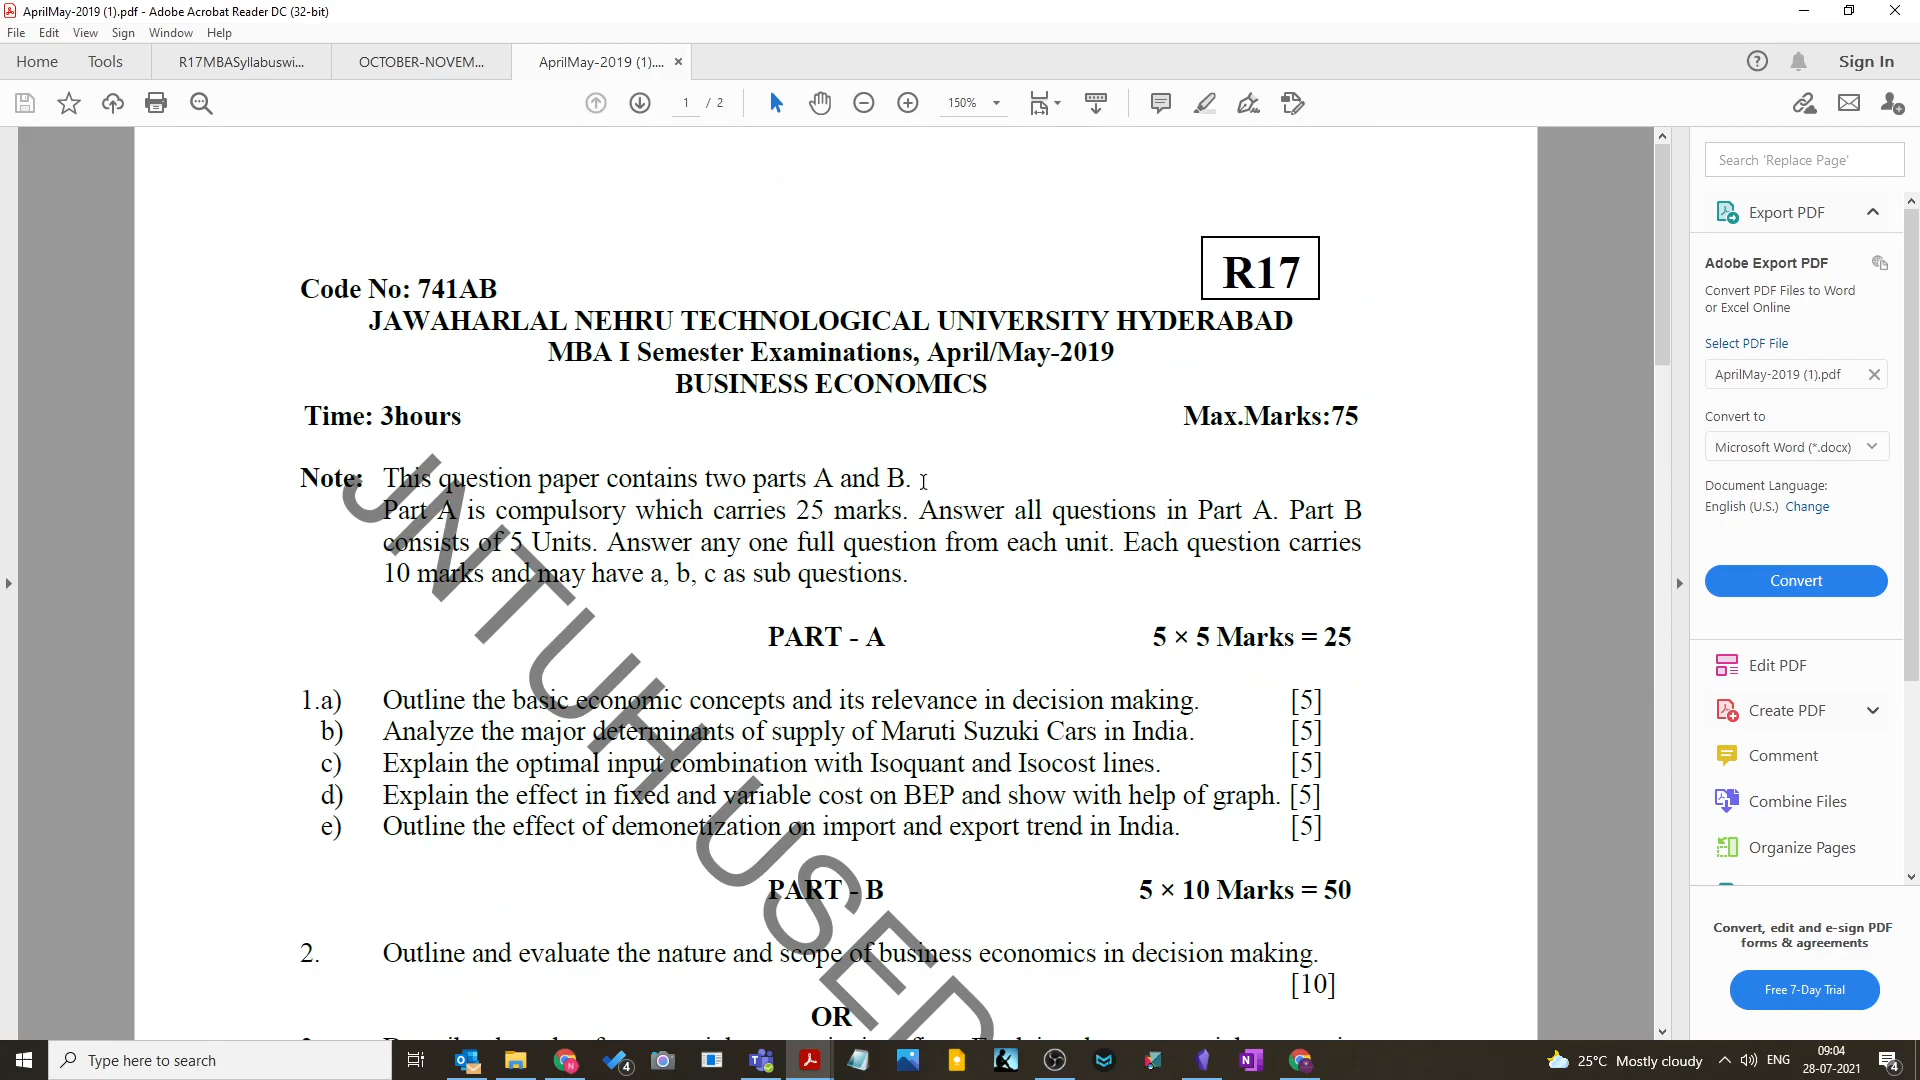 AprilMay-2019 (1).pdf - Adobe Acrobat Reader DC (32-bit)
File Edit View Sign Window Help
Home Tools R17MBASyllabuswi... OCTOBER-NOVEM... AprilMay-2019 (1).... × Sign In
1 / 2 150%
Search 'Replace Page'
Export PDF
Adobe Export PDF
Convert PDF Files to Word
or Excel Online
Select PDF File
AprilMay-2019 (1).pdf
Convert to
Microsoft Word (*.docx)
Document Language:
English (U.S.) Change
Convert
Edit PDF
Create PDF
Comment
Combine Files
Organize Pages
Convert, edit and e-sign PDF
forms & agreements
Free 7-Day Trial
R17
Code No: 741AB
JAWAHARLAL NEHRU TECHNOLOGICAL UNIVERSITY HYDERABAD
MBA I Semester Examinations, April/May-2019
BUSINESS ECONOMICS
Time: 3hours Max.Marks:75
Note: This question paper contains two parts A and B.
Part A is compulsory which carries 25 marks. Answer all questions in Part A. Part B
consists of 5 Units. Answer any one full question from each unit. Each question carries
10 marks and may have a, b, c as sub questions.
PART - A 5 × 5 Marks = 25
1.a) Outline the basic economic concepts and its relevance in decision making. [5]
b) Analyze the major determinants of supply of Maruti Suzuki Cars in India. [5]
c) Explain the optimal input combination with Isoquant and Isocost lines. [5]
d) Explain the effect in fixed and variable cost on BEP and show with help of graph. [5]
e) Outline the effect of demonetization on import and export trend in India. [5]
PART - B 5 × 10 Marks = 50
2. Outline and evaluate the nature and scope of business economics in decision making.
[10]
OR
JNTUH USED
Type here to search
4
25°C Mostly cloudy ENG
09:04
28-07-2021
4